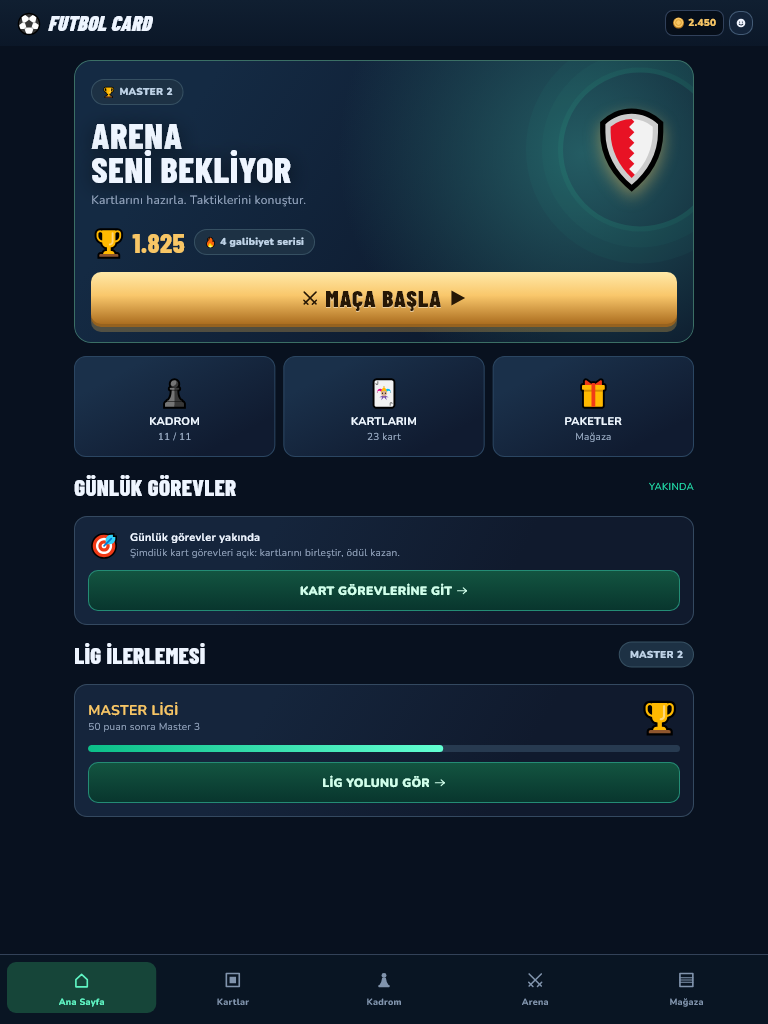 FUTBOL CARD
2.450
MASTER 2
ARENA
SENİ BEKLİYOR
Kartlarını hazırla. Taktiklerini konuştur.
1.825
4 galibiyet serisi
MAÇA BAŞLA
KADROM
11 / 11
KARTLARIM
23 kart
PAKETLER
Mağaza
GÜNLÜK GÖREVLER
YAKINDA
Günlük görevler yakında
Şimdilik kart görevleri açık: kartlarını birleştir, ödül kazan.
KART GÖREVLERİNE GİT →
LİG İLERLEMESİ
MASTER 2
MASTER LİGİ
50 puan sonra Master 3
LİG YOLUNU GÖR →
Ana Sayfa
Kartlar
Kadrom
Arena
Mağaza